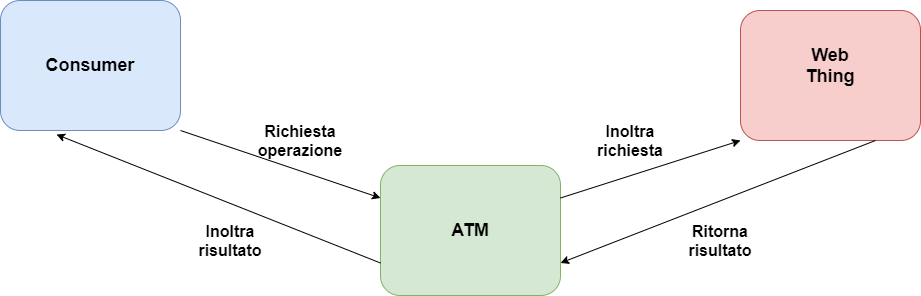 Consumer
Web
Thing
Richiesta
operazione
Inoltra
richiesta
ATM
Inoltra
risultato
Ritorna
risultato